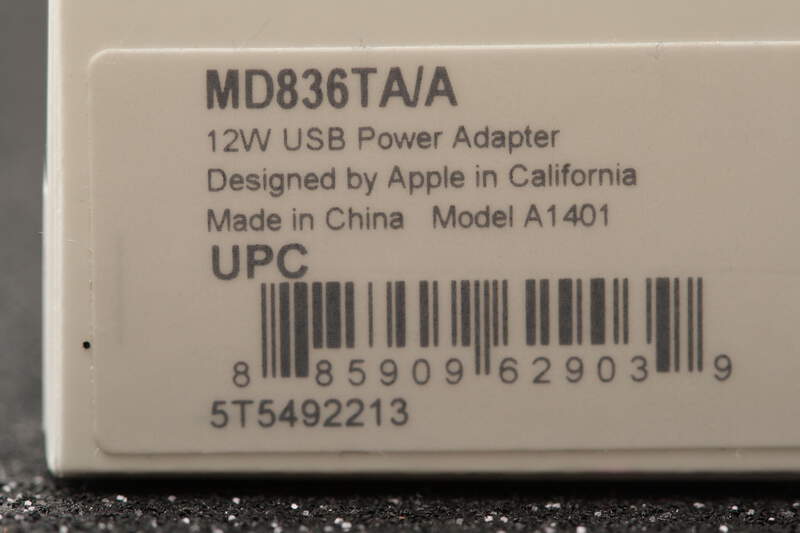 MD836TA/A
12W USB Power Adapter
Designed by Apple in California
Made in China Model A1401
UPC
8 85909 62903 9
5T5492213